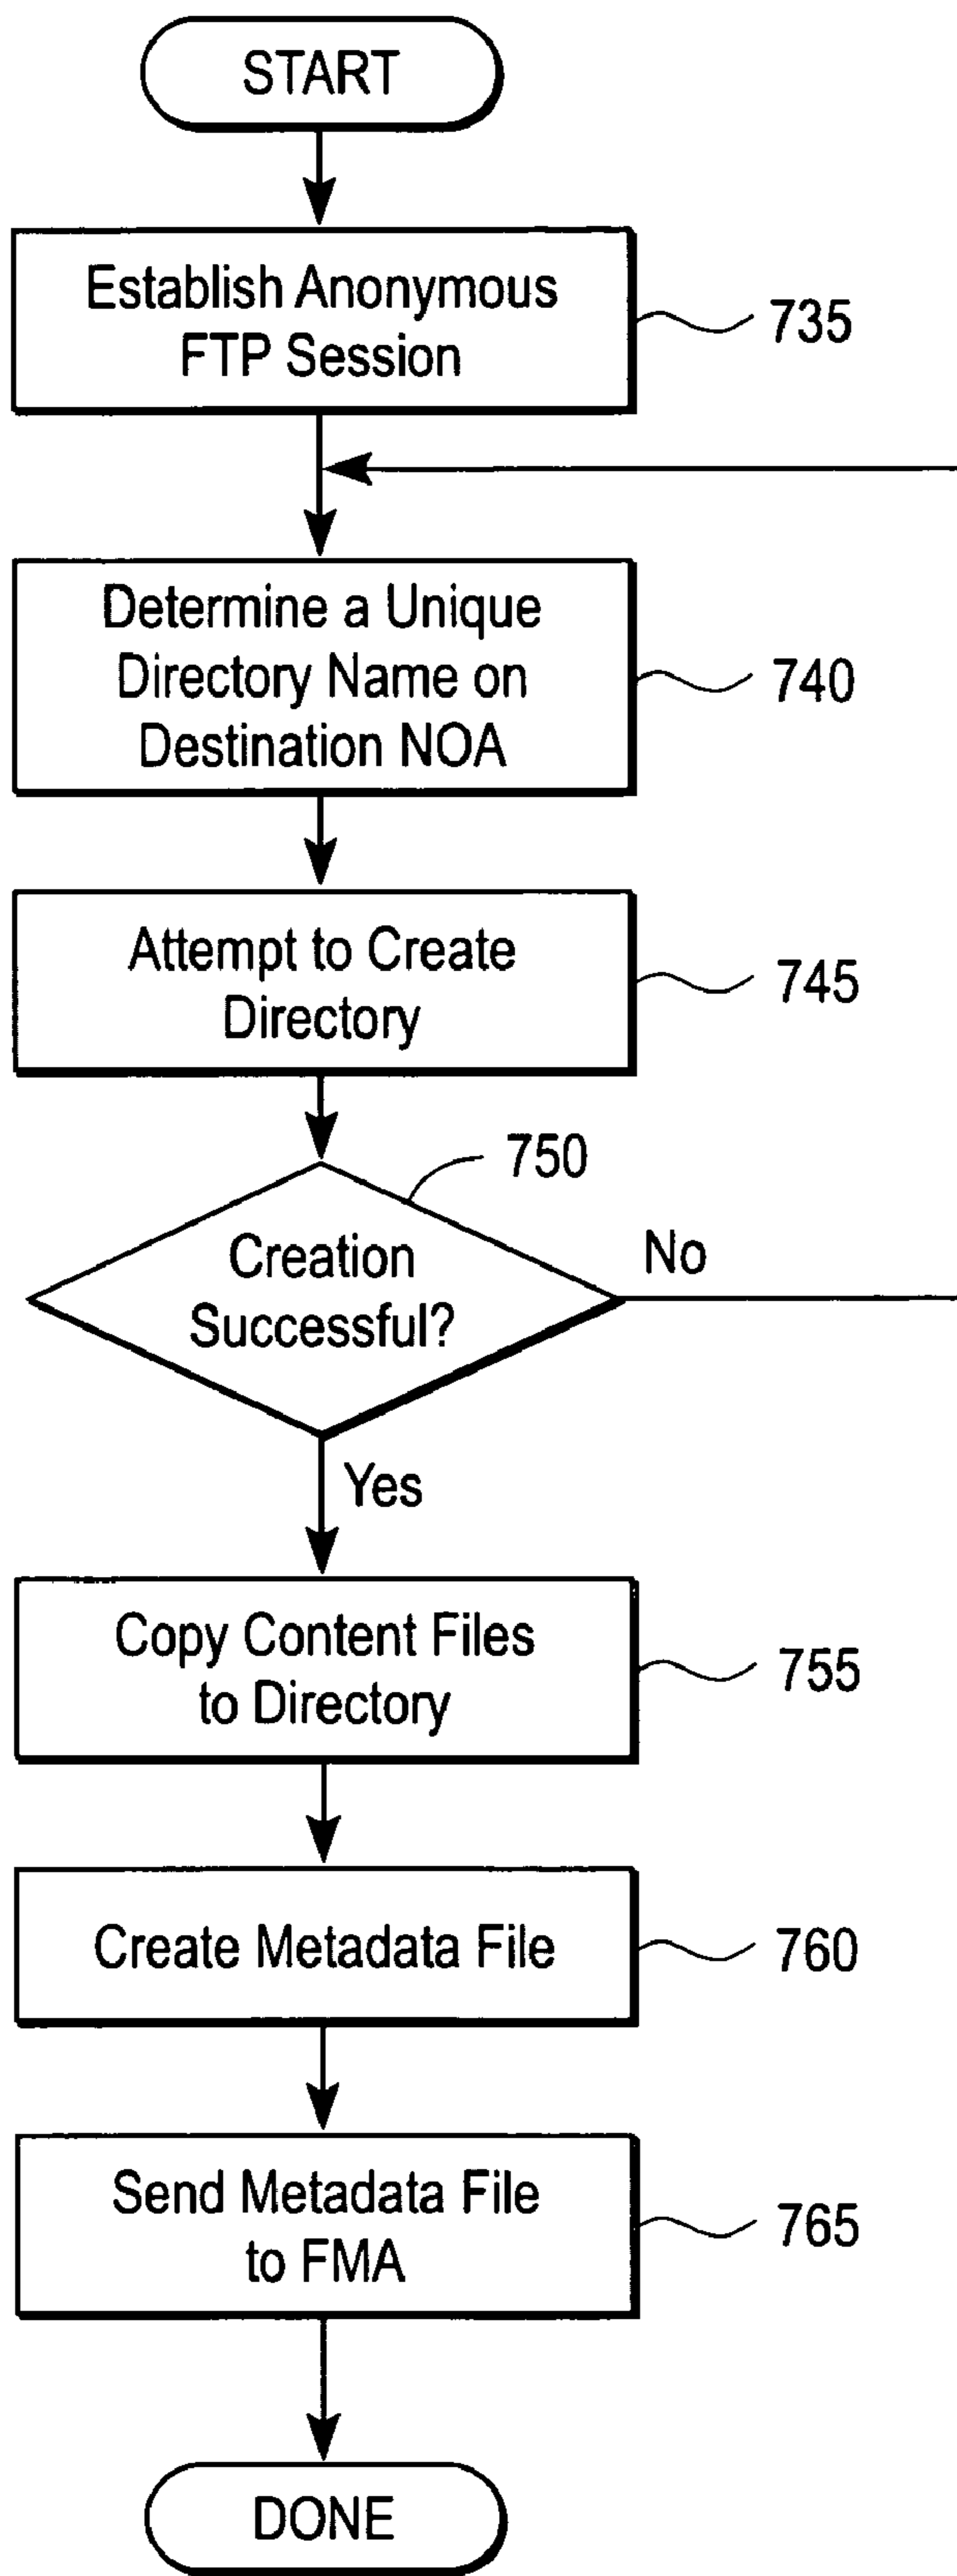 START
Establish Anonymous
FTP Session
735
Determine a Unique
Directory Name on
Destination NOA
740
Attempt to Create
Directory
745
750
Creation
Successful?
No
Yes
Copy Content Files
to Directory
755
Create Metadata File
760
Send Metadata File
to FMA
765
DONE